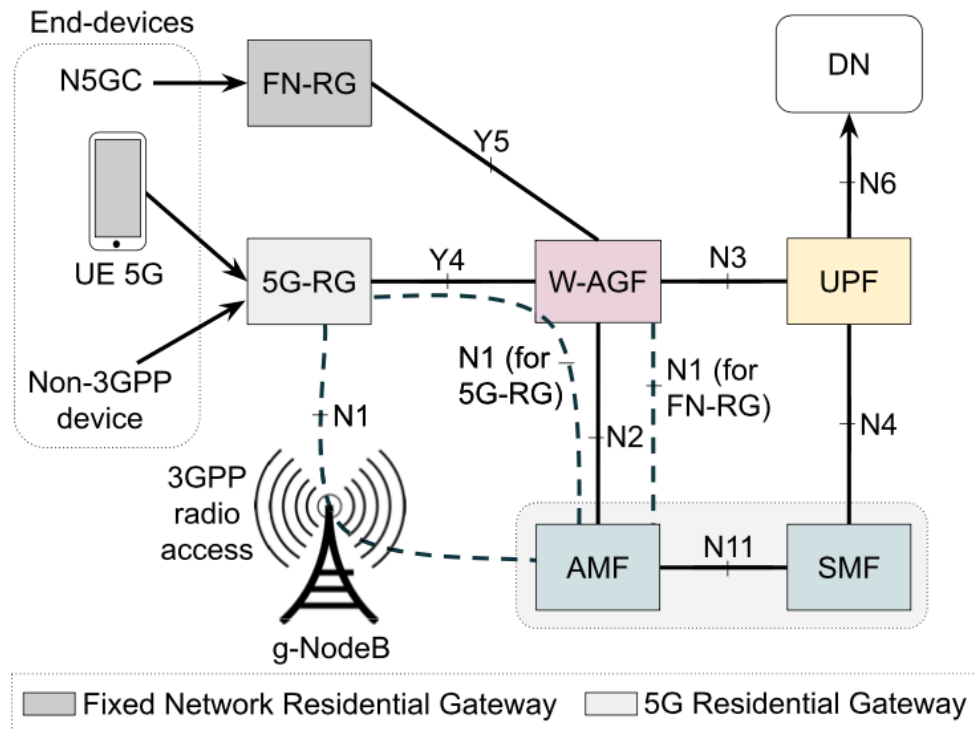 End-devices
N5GC
FN-RG
DN
Y5
N6
UE 5G
5G-RG
Y4
W-AGF
N3
UPF
Non-3GPP
device
N1
N1 (for
5G-RG)
N2
N1 (for
FN-RG)
N4
3GPP
radio
access
AMF
N11
SMF
g-NodeB
Fixed Network Residential Gateway
5G Residential Gateway